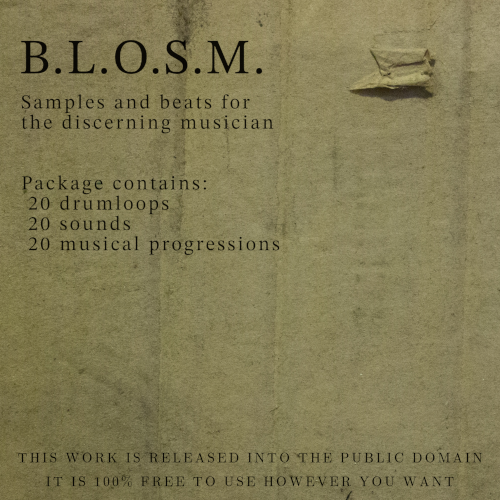 B.L.O.S.M.
Samples and beats for
the discerning musician
Package contains:
20 drumloops
20 sounds
20 musical progressions
THIS WORK IS RELEASED INTO THE PUBLIC DOMAIN
IT IS 100% FREE TO USE HOWEVER YOU WANT